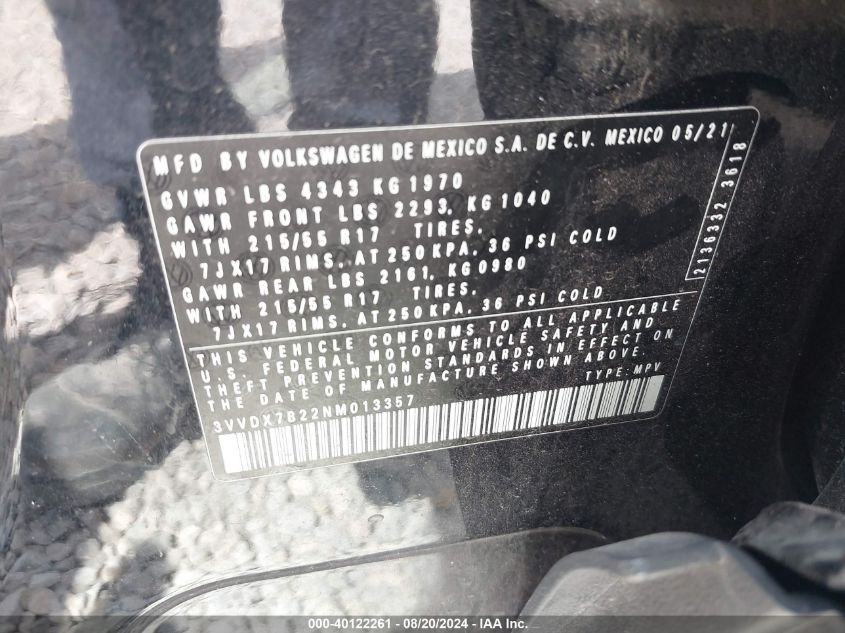 MFD BY VOLKSWAGEN DE MEXICO S.A. DE C.V. MEXICO 05/21
GVWR LBS 4343 KG 1970
GAWR FRONT LBS 2293, KG 1040
WITH 215/55 R17 TIRES.
7JX17 RIMS, AT 250 KPA, 36 PSI COLD
GAWR REAR LBS 2161, KG0980
WITH 215/55 R17 TIRES.
7JX17 RIMS, AT 250 KPA, 36 PSI COLD
2136332 3618
THIS VEHICLE CONFORMS TO ALL APPLICABLE
U.S. FEDERAL MOTOR VEHICLE SAFETY AND
THEFT PREVENTION STANDARDS IN EFFECT ON
THE DATE OF MANUFACTURE SHOWN ABOVE.
3VVDX7B22NM013357 TYPE: MPV
000-40122261 - 08/20/2024 - IAA Inc.